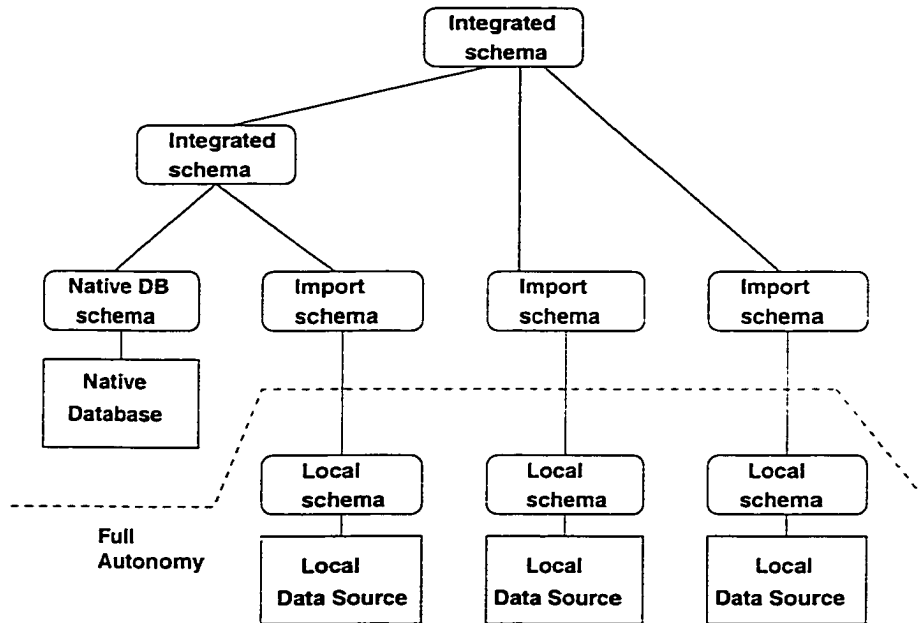 Integrated
schema
Integrated
schema
Native DB
schema
Import
schema
Import
schema
Import
schema
Native
Database
Local
schema
Local
schema
Local
schema
Full
Autonomy
Local
Data Source
Local
Data Source
Local
Data Source